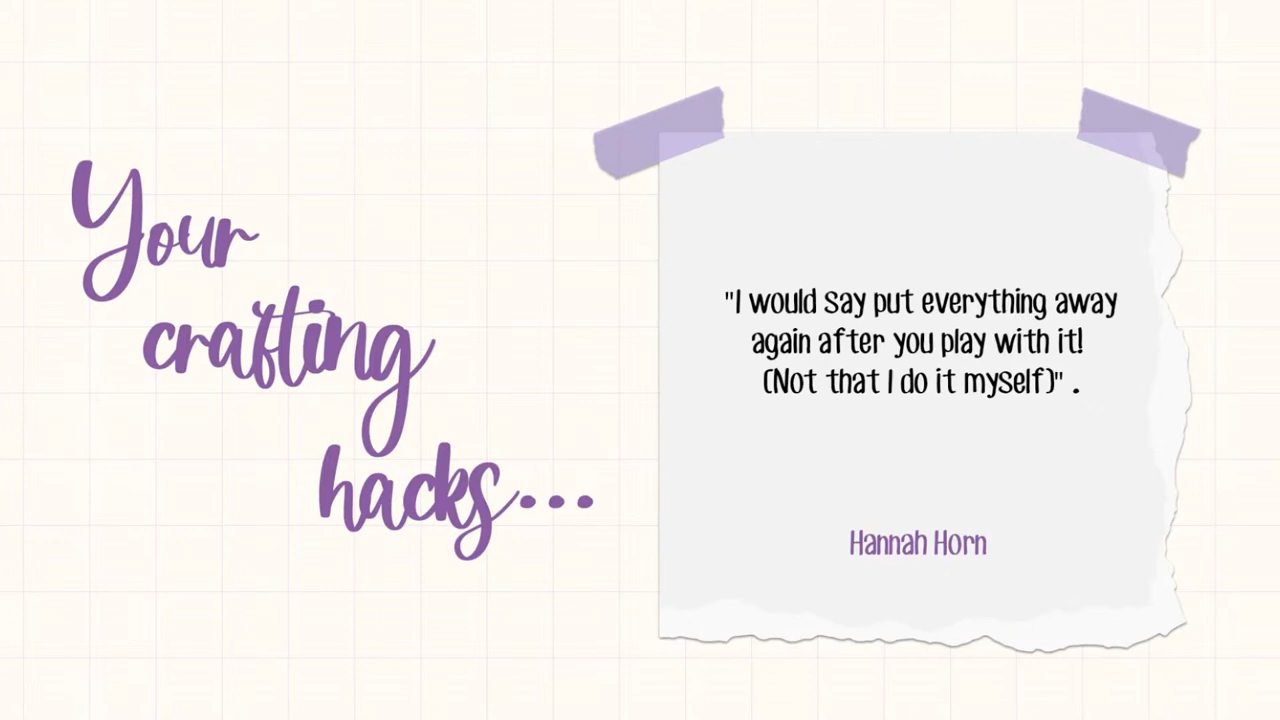 Your
crafting
hacks...
"I would say put everything away
again after you play with it!
(Not that I do it myself)" .
Hannah Horn